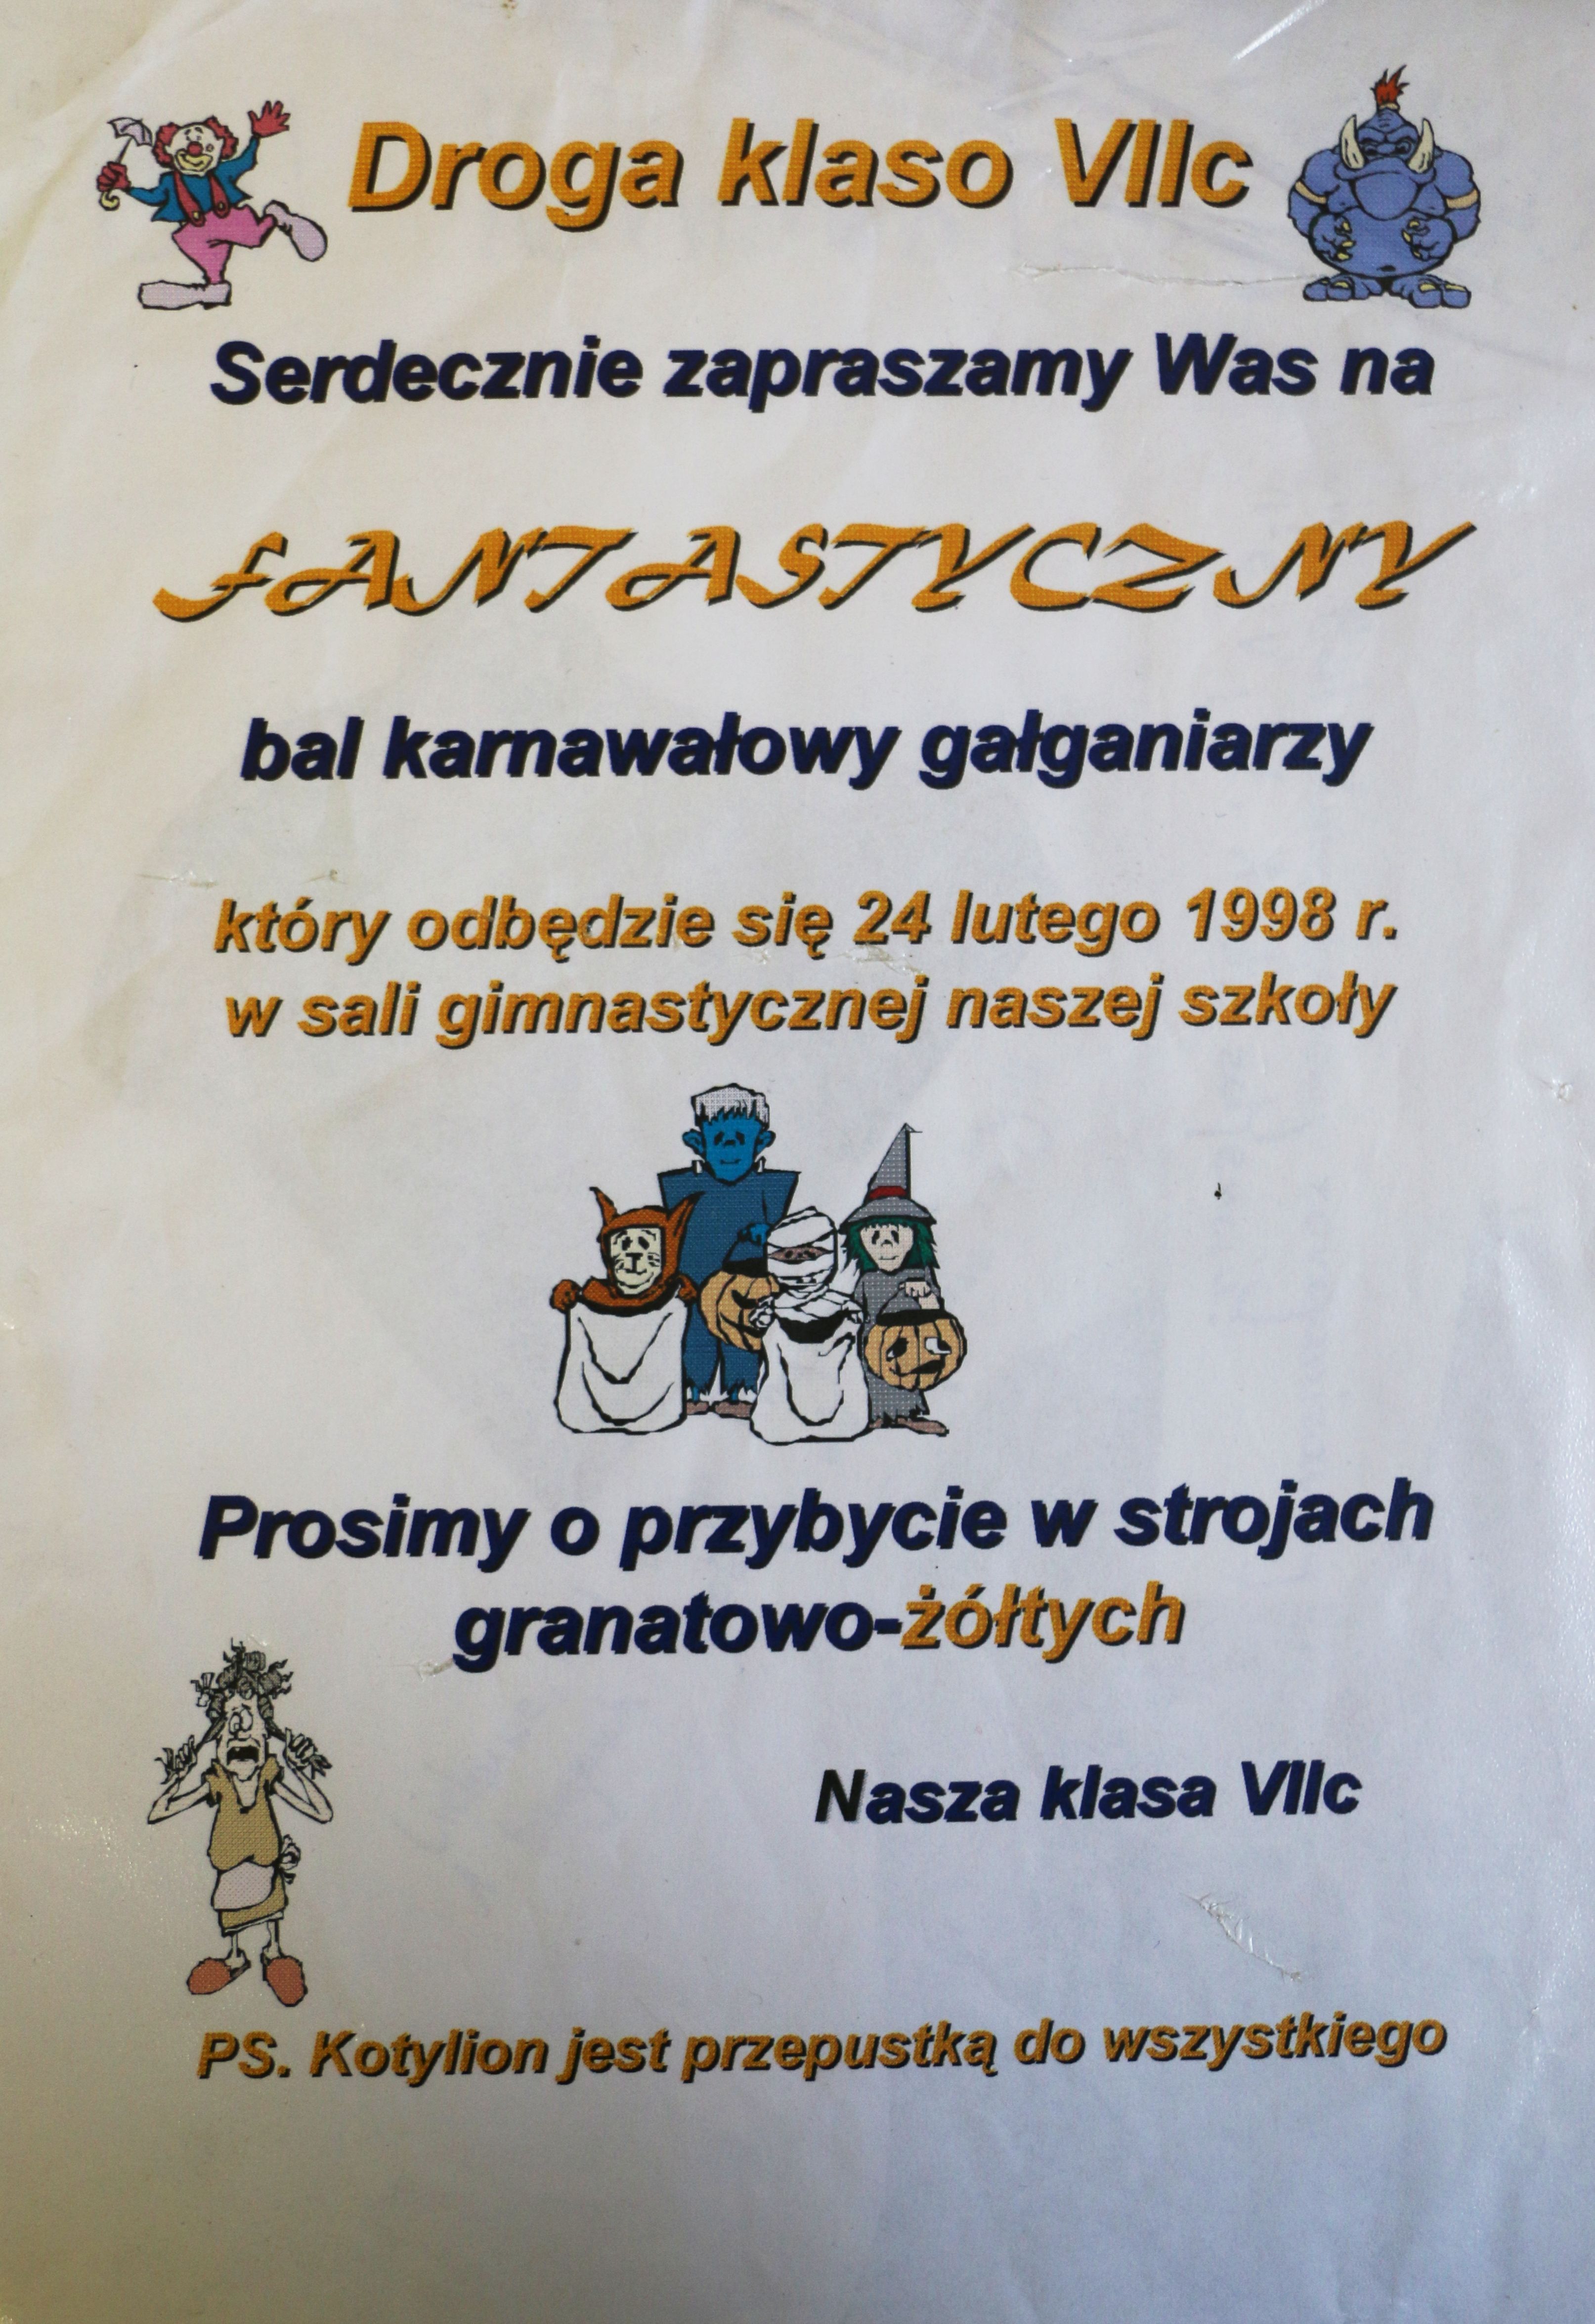 Droga klaso VIIc
Serdecznie zapraszamy Was na
fANTASTYCZNY
bal karnawałowy gałganiarzy
który odbędzie się 24 lutego 1998 r.
w sali gimnastycznej naszej szkoły
Prosimy o przybycie w strojach
granatowo-żółtych
Nasza klasa VIIc
PS. Kotylion jest przepustką do wszystkiego